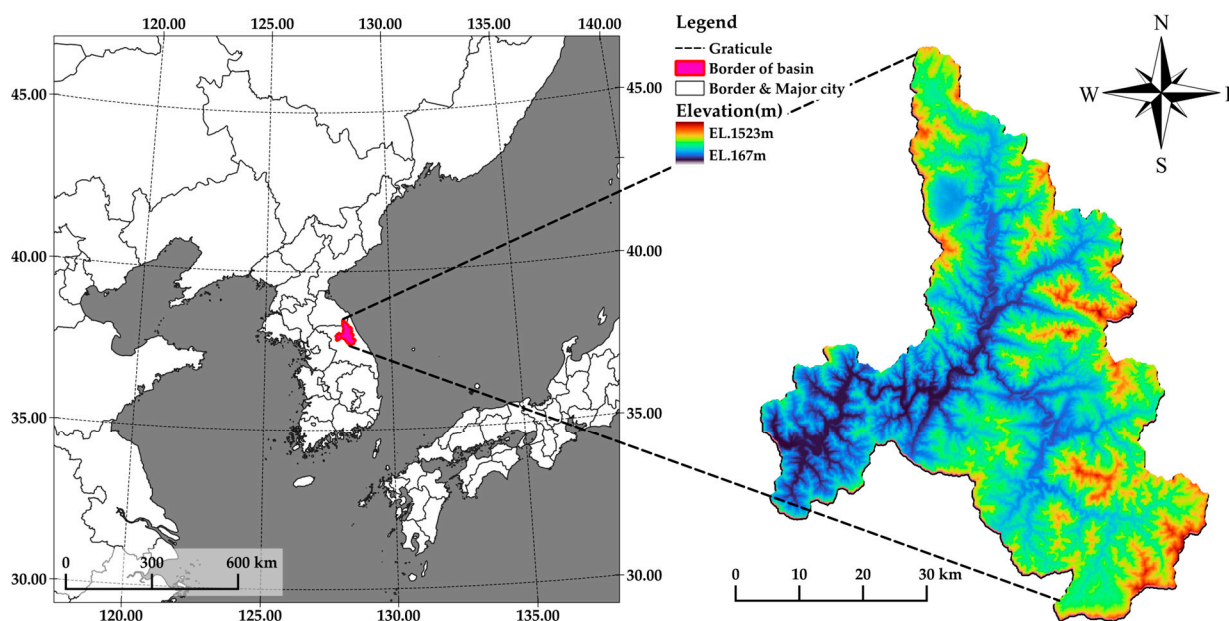 120.00 125.00 130.00 135.00 140.00
45.00
40.00
35.00
30.00
45.00
40.00
35.00
30.00
0 300 600 km
120.00 125.00 130.00 135.00
Legend
Graticule
Border of basin
Border & Major city
Elevation(m)
EL.1523m
EL.167m
N
W
E
S
0 10 20 30 km